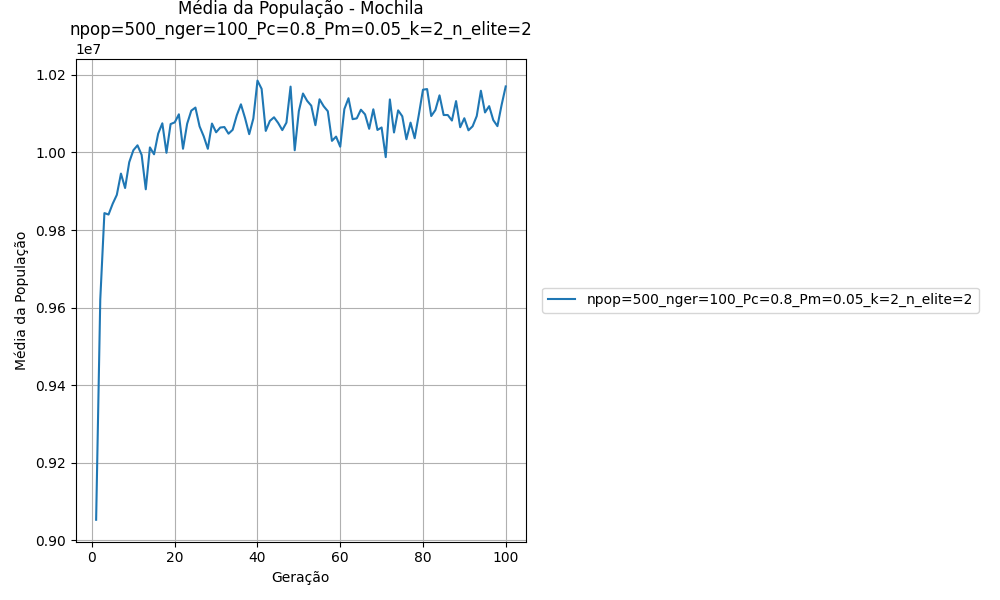 Média da População - Mochila
npop=500_nger=100_Pc=0.8_Pm=0.05_k=2_n_elite=2
1e7
1.02
1.00
0.98
0.96
0.94
0.92
0.90
Média da População
0
20
40
60
80
100
Geração
npop=500_nger=100_Pc=0.8_Pm=0.05_k=2_n_elite=2